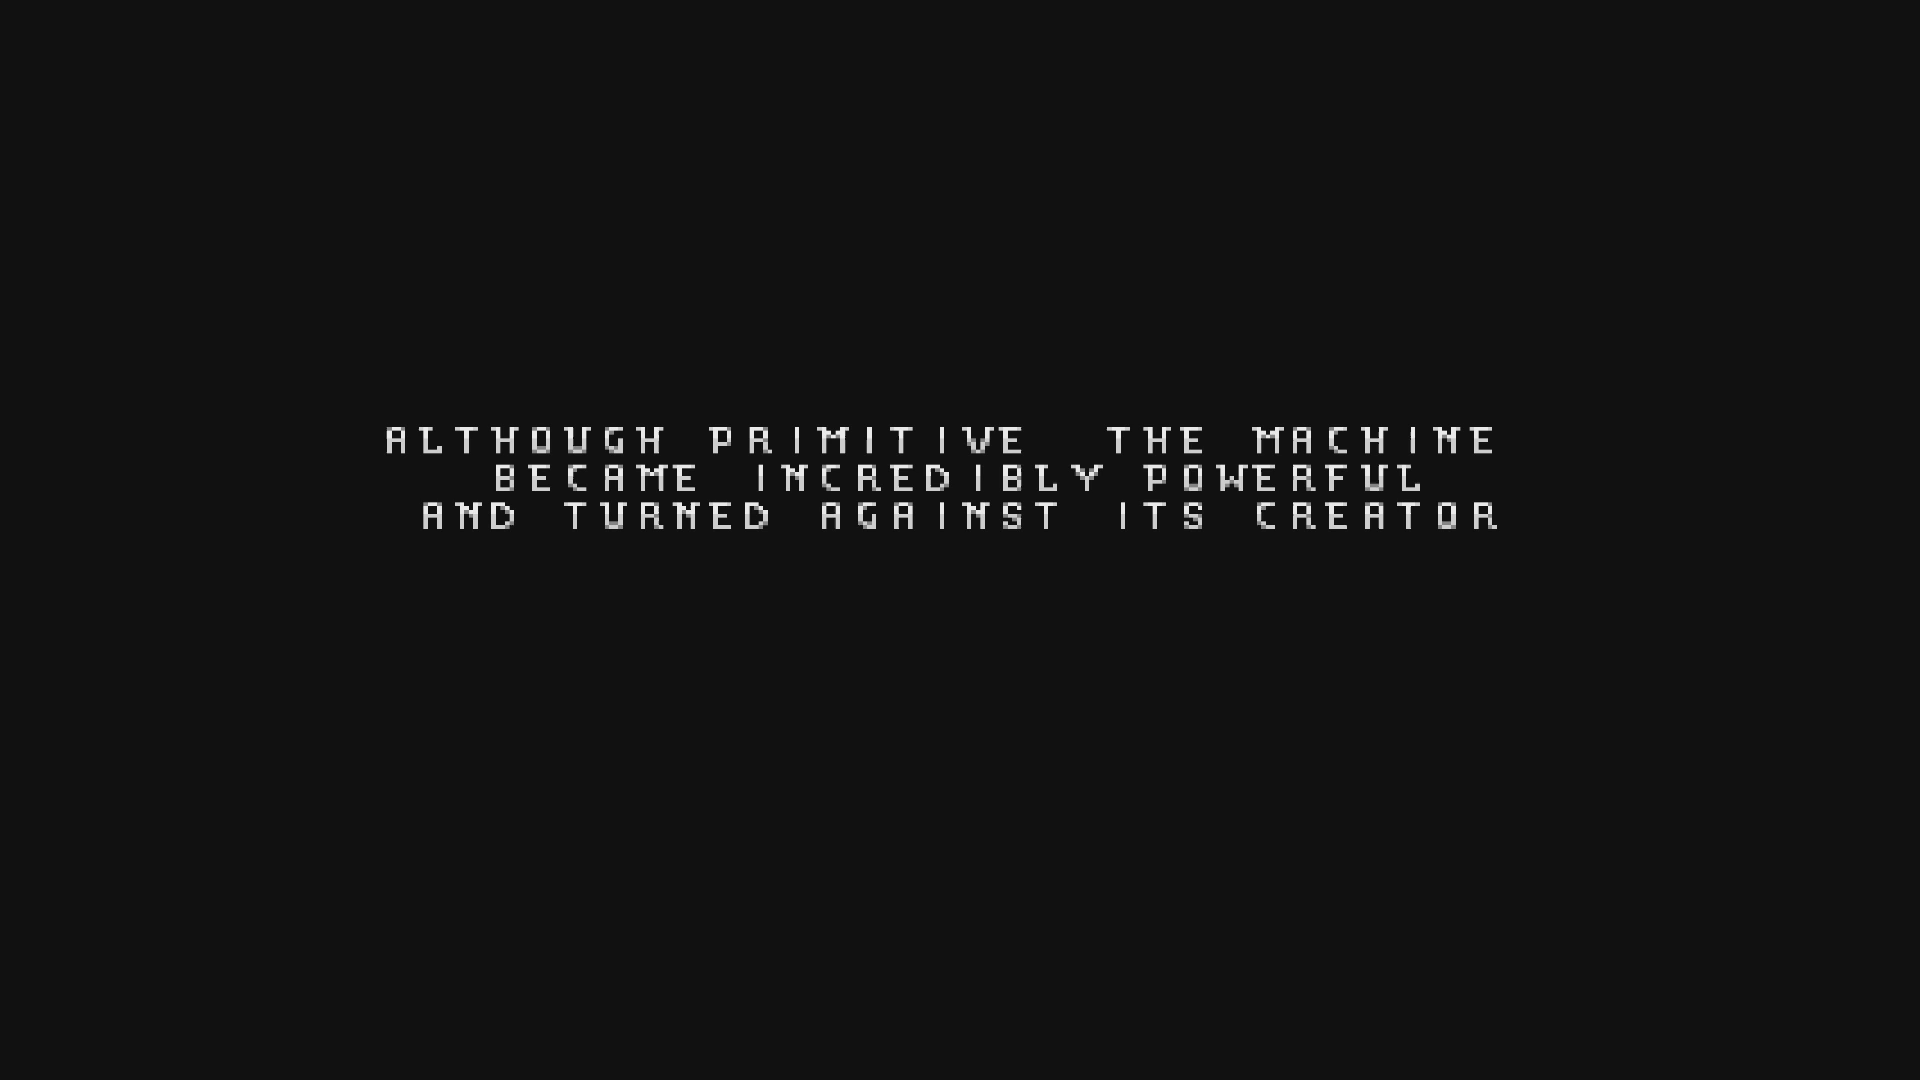 ALTHOUGH PRIMITIVE THE MACHINE
BECAME INCREDIBLY POWERFUL
AND TURNED AGAINST ITS CREATOR